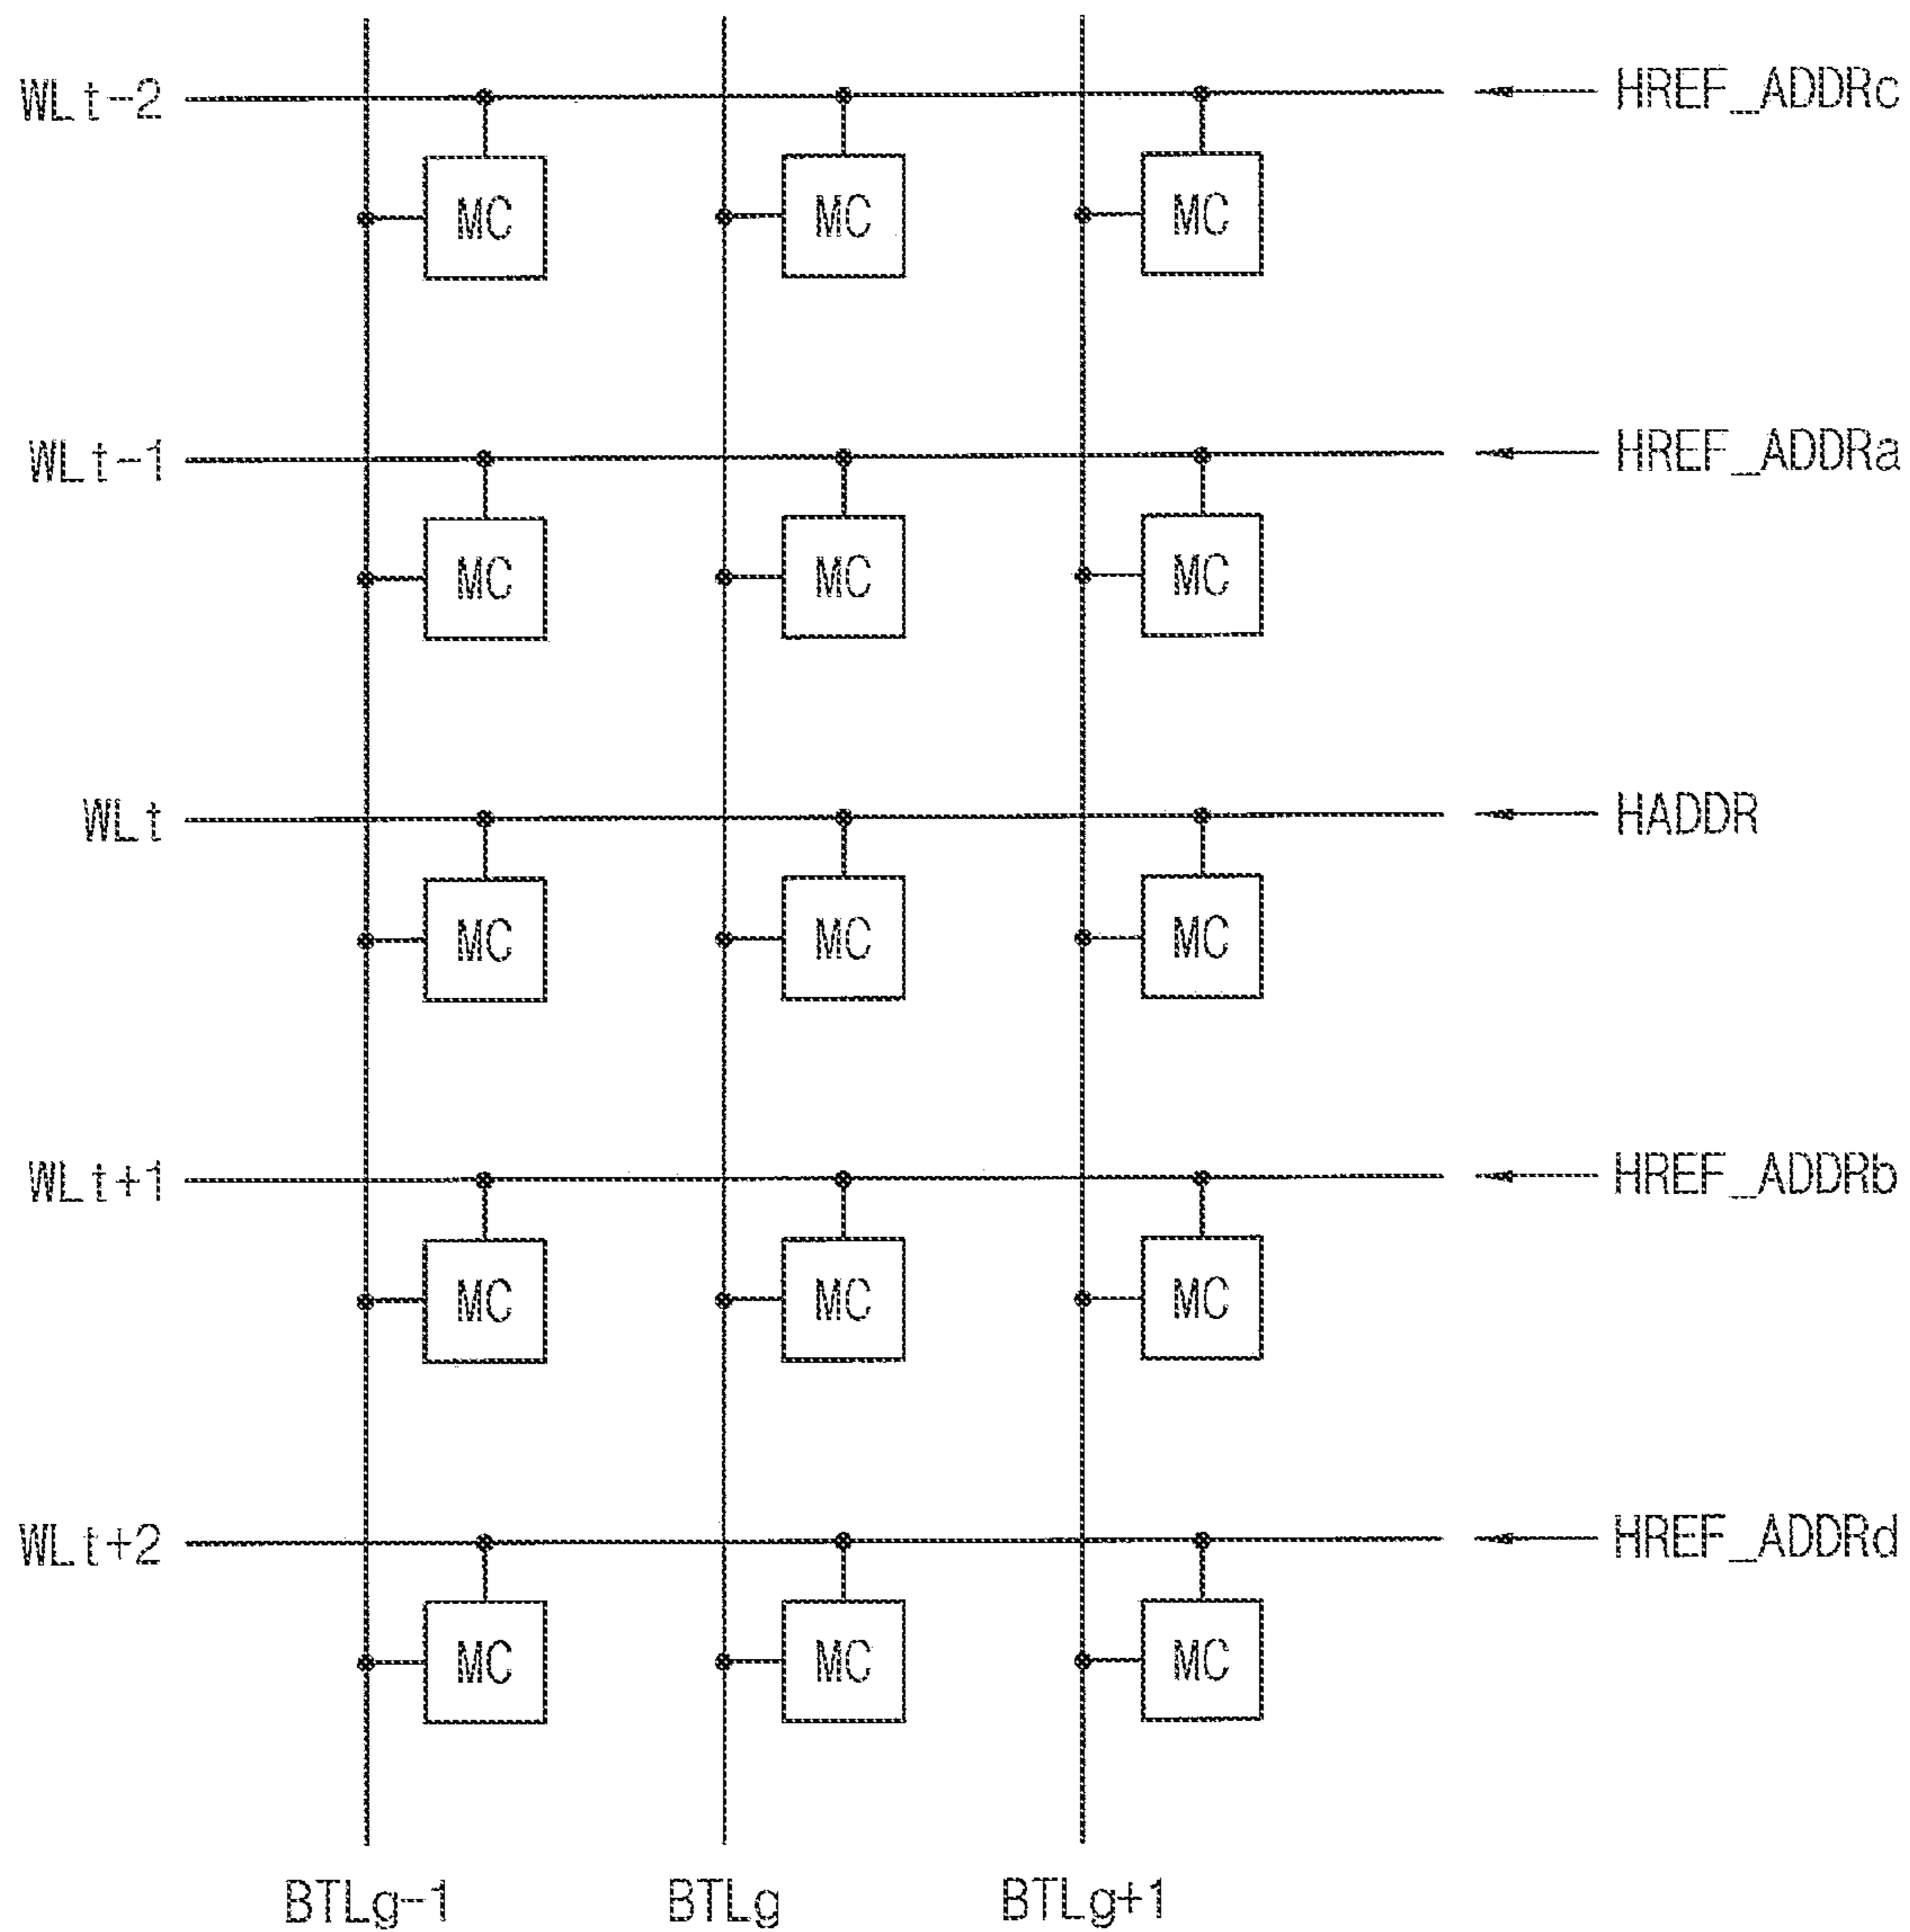 WLt-2 HREF_ADDRc
MC MC MC
WLt-1 HREF_ADDRa
MC MC MC
WLt HADDR
MC MC MC
WLt+1 HREF_ADDRb
MC MC MC
WLt+2 HREF_ADDRd
MC MC MC
BTLg-1 BTLg BTLg+1